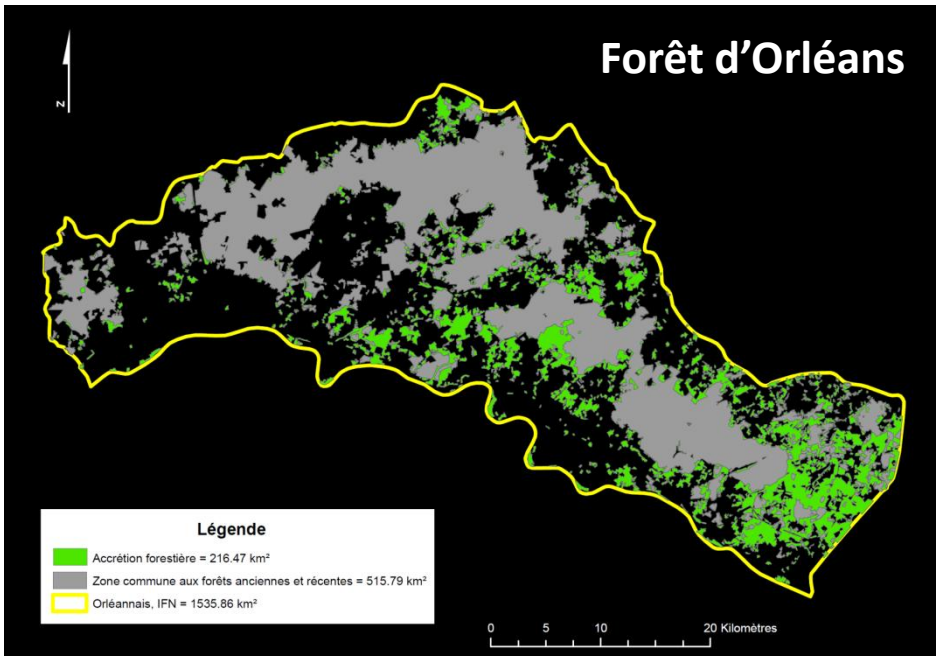 Forêt d'Orléans
N
Légende
Accrétion forestière = 216.47 km²
Zone commune aux forêts anciennes et récentes = 515.79 km²
Orléannais, IFN = 1535.86 km²
0 5 10 20 Kilomètres